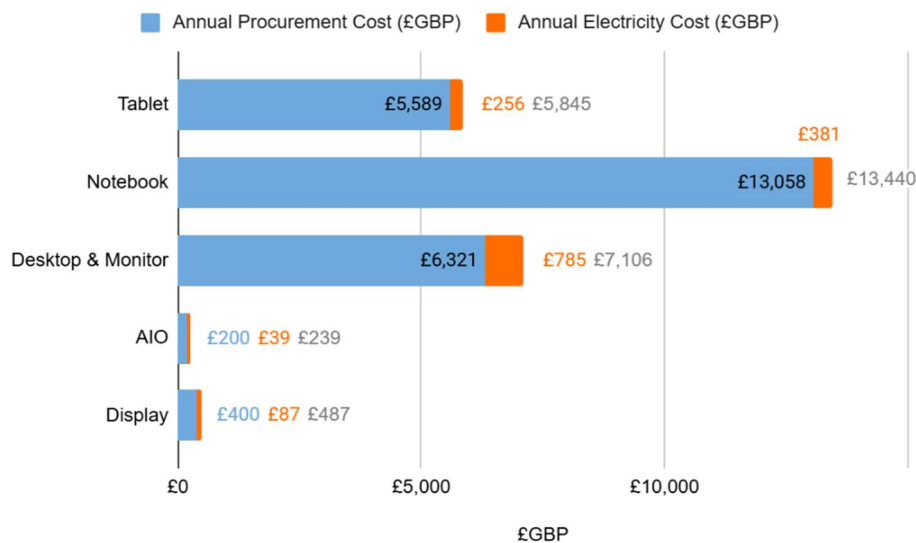 Annual Procurement Cost (£GBP) Annual Electricity Cost (£GBP)
Tablet £5,589 £256 £5,845
£381
Notebook £13,058 £13,440
Desktop & Monitor £6,321 £785 £7,106
AIO £200 £39 £239
Display £400 £87 £487
£0 £5,000 £10,000
£GBP